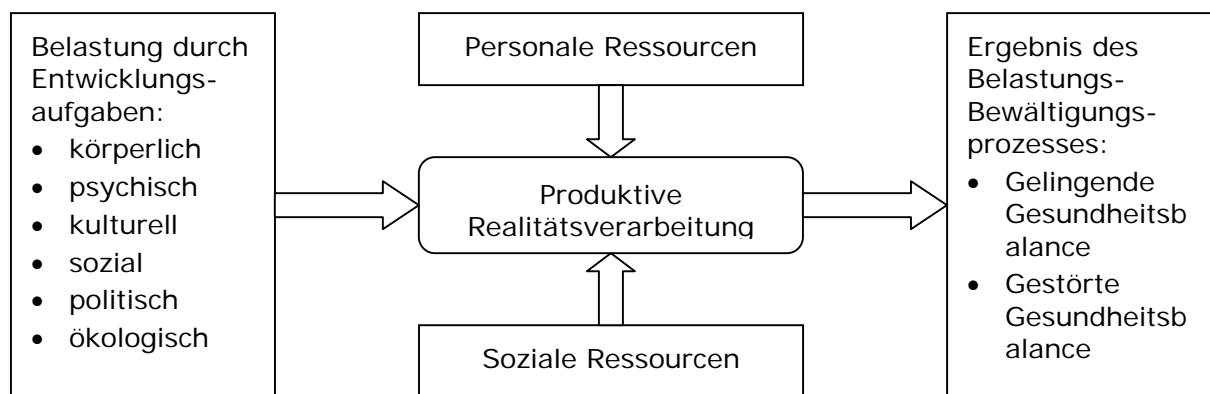 Belastung durch
Entwicklungs-
aufgaben:
• körperlich
• psychisch
• kulturell
• sozial
• politisch
• ökologisch
Personale Ressourcen
Produktive
Realitätsverarbeitung
Soziale Ressourcen
Ergebnis des
Belastungs-
Bewältigungs-
prozesses:
• Gelingende
Gesundheitsb
alance
• Gestörte
Gesundheitsb
alance